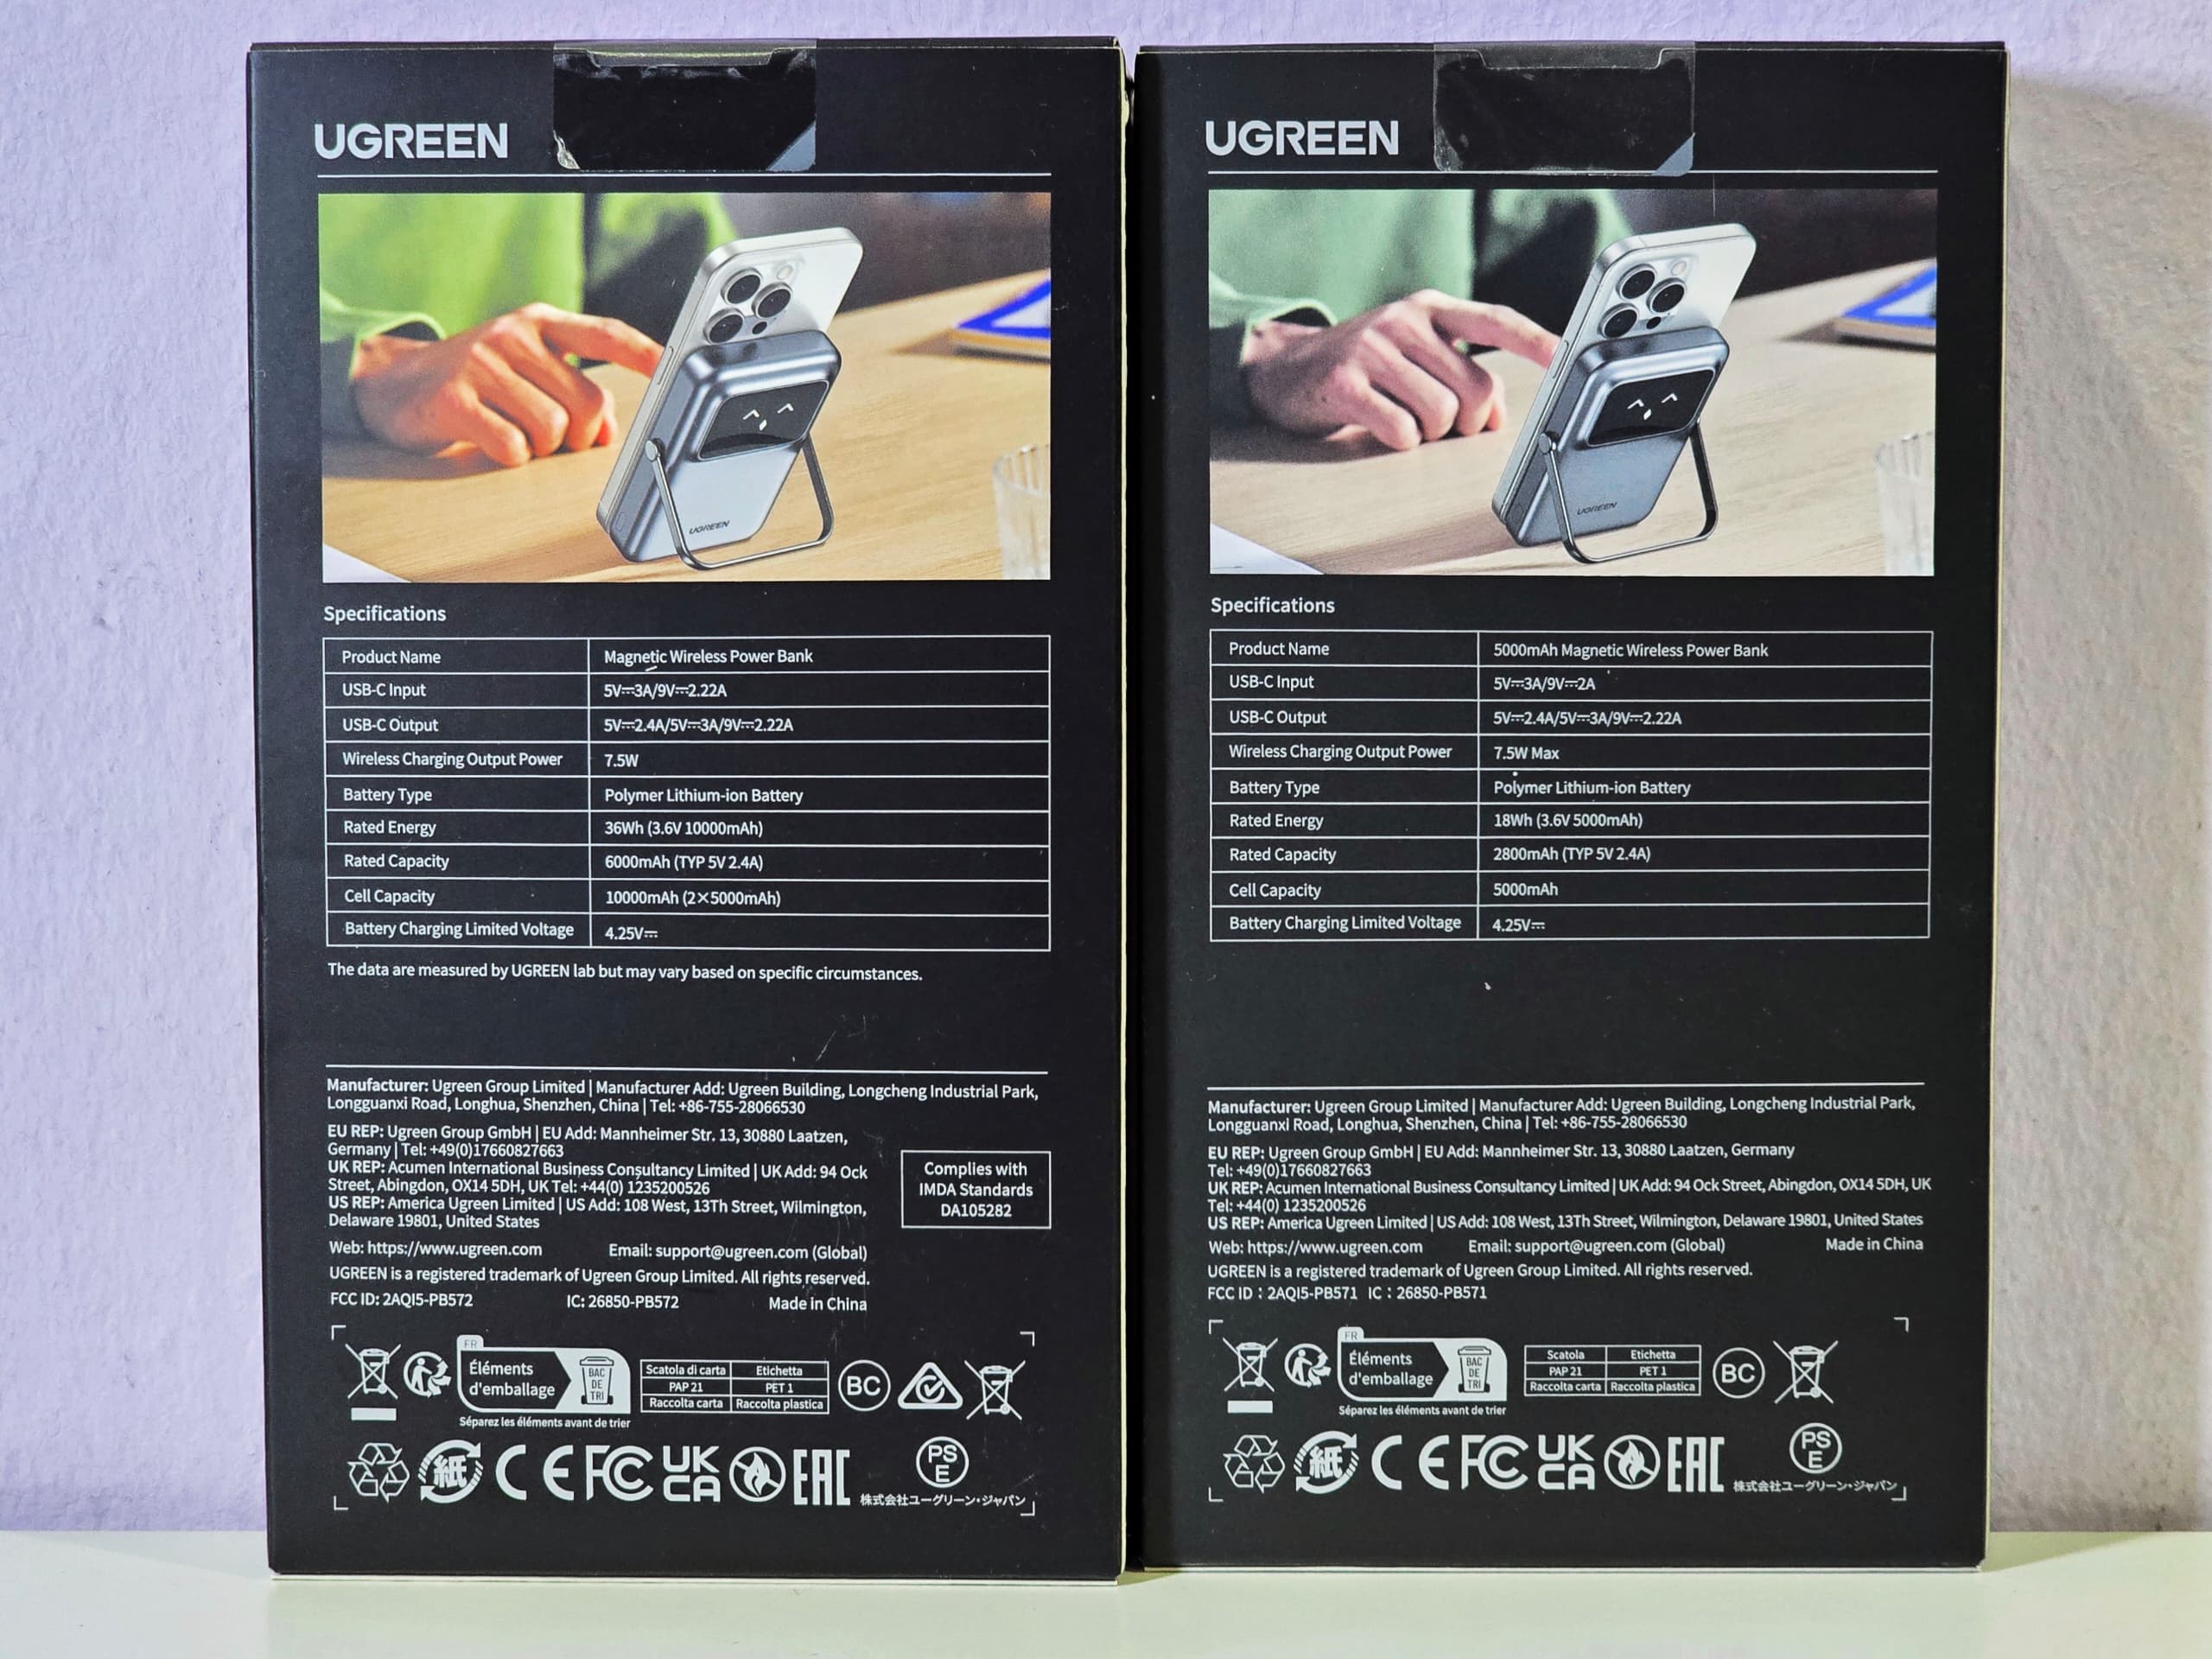 UGREEN
UGREEN
Specifications
Product Name Magnetic Wireless Power Bank
USB-C Input 5V⎓3A/9V⎓2.22A
USB-C Output 5V⎓2.4A/5V⎓3A/9V⎓2.22A
Wireless Charging Output Power 7.5W
Battery Type Polymer Lithium-ion Battery
Rated Energy 36Wh (3.6V 10000mAh)
Rated Capacity 6000mAh (TYP 5V 2.4A)
Cell Capacity 10000mAh (2×5000mAh)
Battery Charging Limited Voltage 4.25V⎓
The data are measured by UGREEN lab but may vary based on specific circumstances.
Manufacturer: Ugreen Group Limited | Manufacturer Add: Ugreen Building, Longcheng Industrial Park,
Longguanxi Road, Longhua, Shenzhen, China | Tel: +86-755-28066530
EU REP: Ugreen Group GmbH | EU Add: Mannheimer Str. 13, 30880 Laatzen,
Germany | Tel: +49(0)17660827663
UK REP: Acumen International Business Consultancy Limited | UK Add: 94 Ock
Street, Abingdon, OX14 5DH, UK Tel: +44(0) 1235200526
US REP: America Ugreen Limited | US Add: 108 West, 13Th Street, Wilmington,
Delaware 19801, United States
Complies with
IMDA Standards
DA105282
Web: https://www.ugreen.com Email: support@ugreen.com (Global)
UGREEN is a registered trademark of Ugreen Group Limited. All rights reserved.
FCC ID: 2AQI5-PB572 IC: 26850-PB572 Made in China
FR
Éléments
d'emballage
BAC
DE
TRI
Séparez les éléments avant de trier
Scatola di carta Etichetta
PAP 21 PET 1
Raccolta carta Raccolta plastica
BC
紙 CE FC UK
CA EAC PS
E
株式会社ユーグリーン・ジャパン
UGREEN
UGREEN
Specifications
Product Name 5000mAh Magnetic Wireless Power Bank
USB-C Input 5V⎓3A/9V⎓2A
USB-C Output 5V⎓2.4A/5V⎓3A/9V⎓2.22A
Wireless Charging Output Power 7.5W Max
Battery Type Polymer Lithium-ion Battery
Rated Energy 18Wh (3.6V 5000mAh)
Rated Capacity 2800mAh (TYP 5V 2.4A)
Cell Capacity 5000mAh
Battery Charging Limited Voltage 4.25V⎓
Manufacturer: Ugreen Group Limited | Manufacturer Add: Ugreen Building, Longcheng Industrial Park,
Longguanxi Road, Longhua, Shenzhen, China | Tel: +86-755-28066530
EU REP: Ugreen Group GmbH | EU Add: Mannheimer Str. 13, 30880 Laatzen, Germany
Tel: +49(0)17660827663
UK REP: Acumen International Business Consultancy Limited | UK Add: 94 Ock Street, Abingdon, OX14 5DH, UK
Tel: +44(0) 1235200526
US REP: America Ugreen Limited | US Add: 108 West, 13Th Street, Wilmington, Delaware 19801, United States
Web: https://www.ugreen.com Email: support@ugreen.com (Global) Made in China
UGREEN is a registered trademark of Ugreen Group Limited. All rights reserved.
FCC ID : 2AQI5-PB571 IC : 26850-PB571
FR
Éléments
d'emballage
BAC
DE
TRI
Séparez les éléments avant de trier
Scatola Etichetta
PAP 21 PET 1
Raccolta carta Raccolta plastica
BC
紙 CE FC UK
CA EAC PS
E
株式会社ユーグリーン・ジャパン